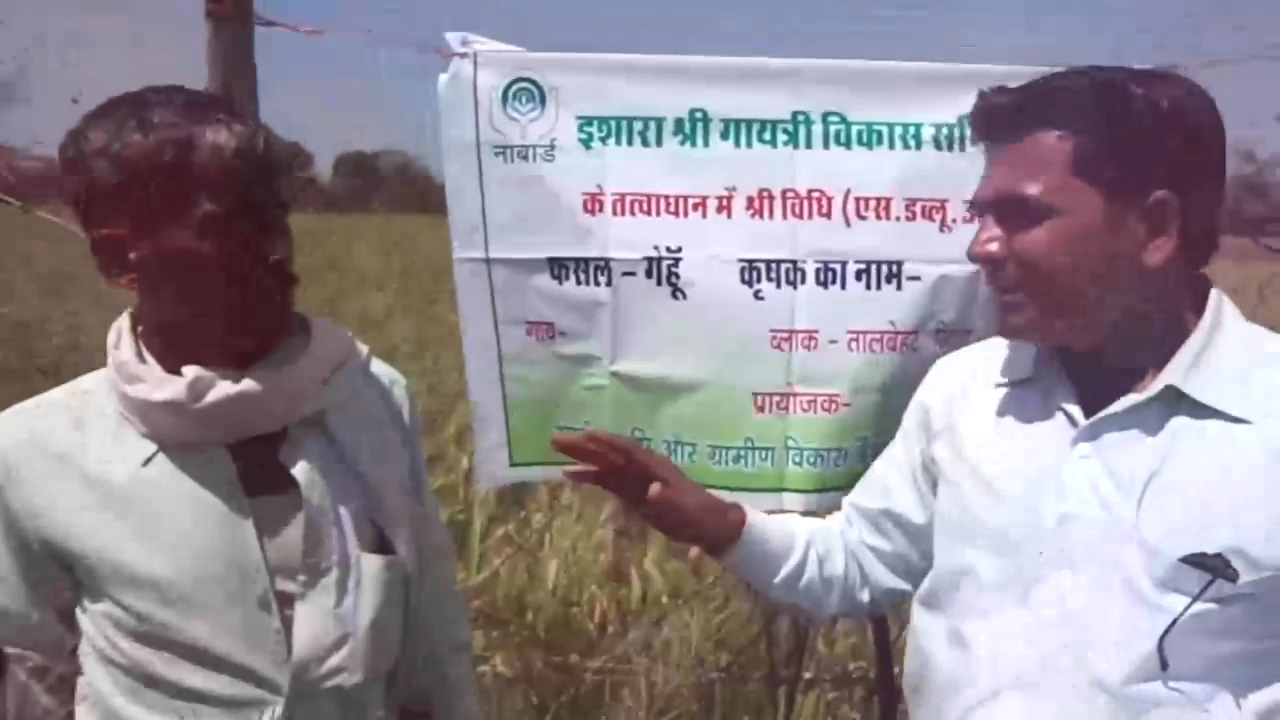 नाबार्ड
इशारा श्री गायत्री विकास
के तत्वाधान में श्री विधि (एस.डब्लू.
फसल – गेहूँ कृषक का नाम–
ब्लाक - तालबेहट
प्रायोजक-
और ग्रामीण विकास